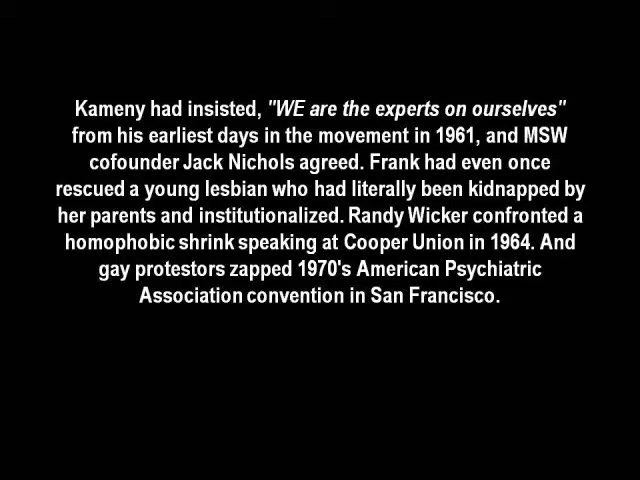 Kameny had insisted, "WE are the experts on ourselves"
from his earliest days in the movement in 1961, and MSW
cofounder Jack Nichols agreed. Frank had even once
rescued a young lesbian who had literally been kidnapped by
her parents and institutionalized. Randy Wicker confronted a
homophobic shrink speaking at Cooper Union in 1964. And
gay protestors zapped 1970's American Psychiatric
Association convention in San Francisco.